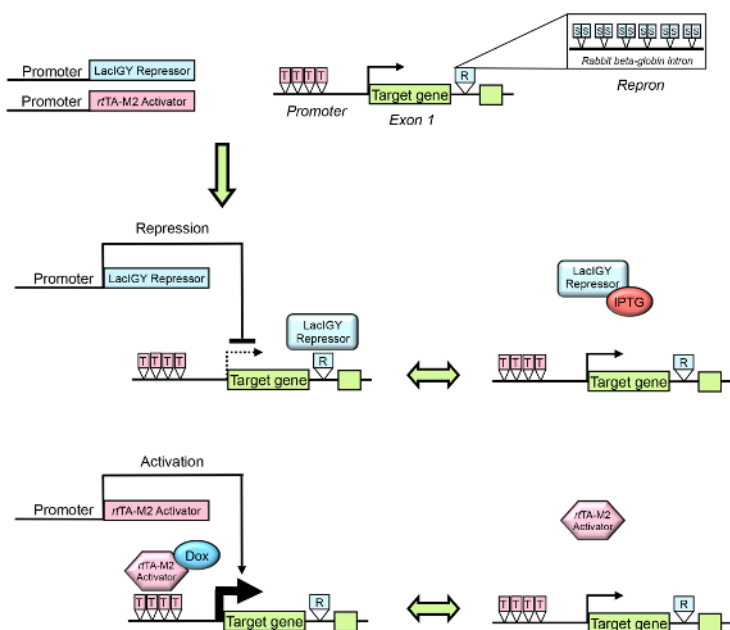 Promoter LacIGY Repressor
Promoter rtTA-M2 Activator
T T T T
Promoter
Target gene
Exon 1
R
SS SS SS SS SS SS
Rabbit beta-globin intron
Repron
Repression
Promoter LacIGY Repressor
LacIGY
Repressor
T T T T
R
Target gene
LacIGY
Repressor
IPTG
T T T T
R
Target gene
Activation
Promoter rtTA-M2 Activator
rtTA-M2
Activator
Dox
T T T T
R
Target gene
rtTA-M2
Activator
T T T T
R
Target gene